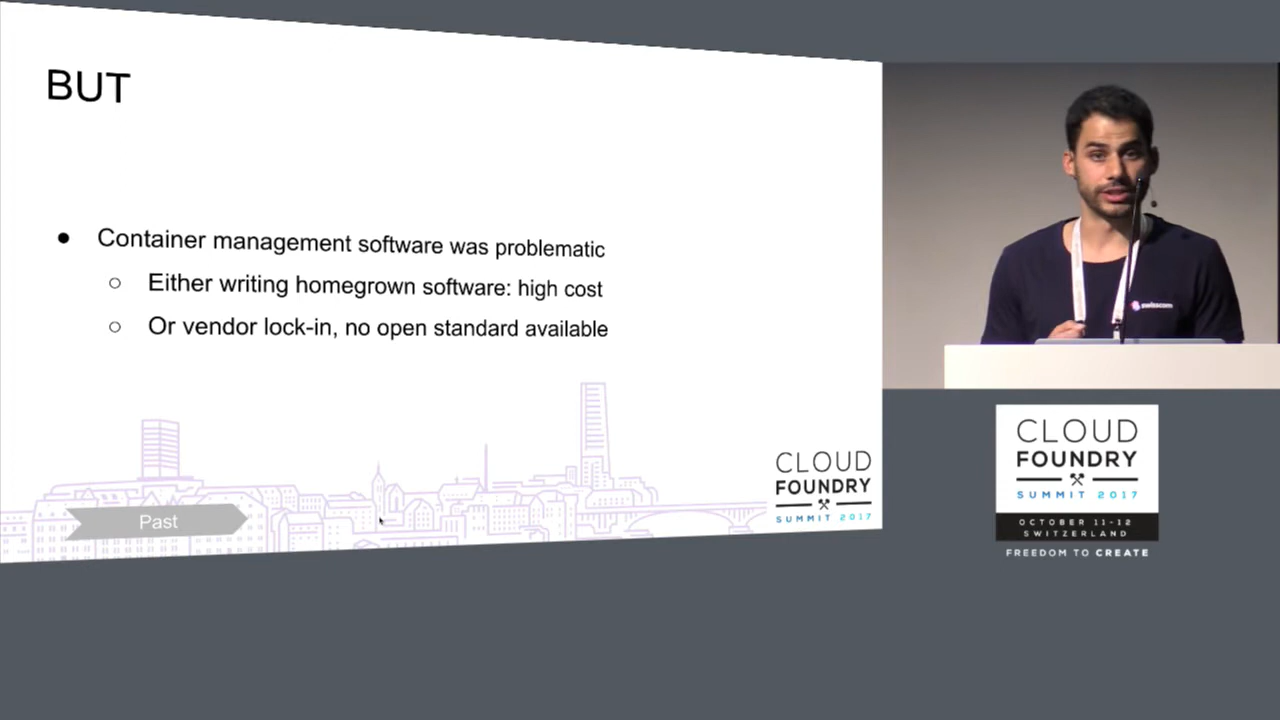 BUT
● Container management software was problematic
○ Either writing homegrown software: high cost
○ Or vendor lock-in, no open standard available
Past
CLOUD
FOUNDRY
SUMMIT 2017
swisscom
CLOUD
FOUNDRY
SUMMIT 2017
OCTOBER 11-12
SWITZERLAND
FREEDOM TO CREATE